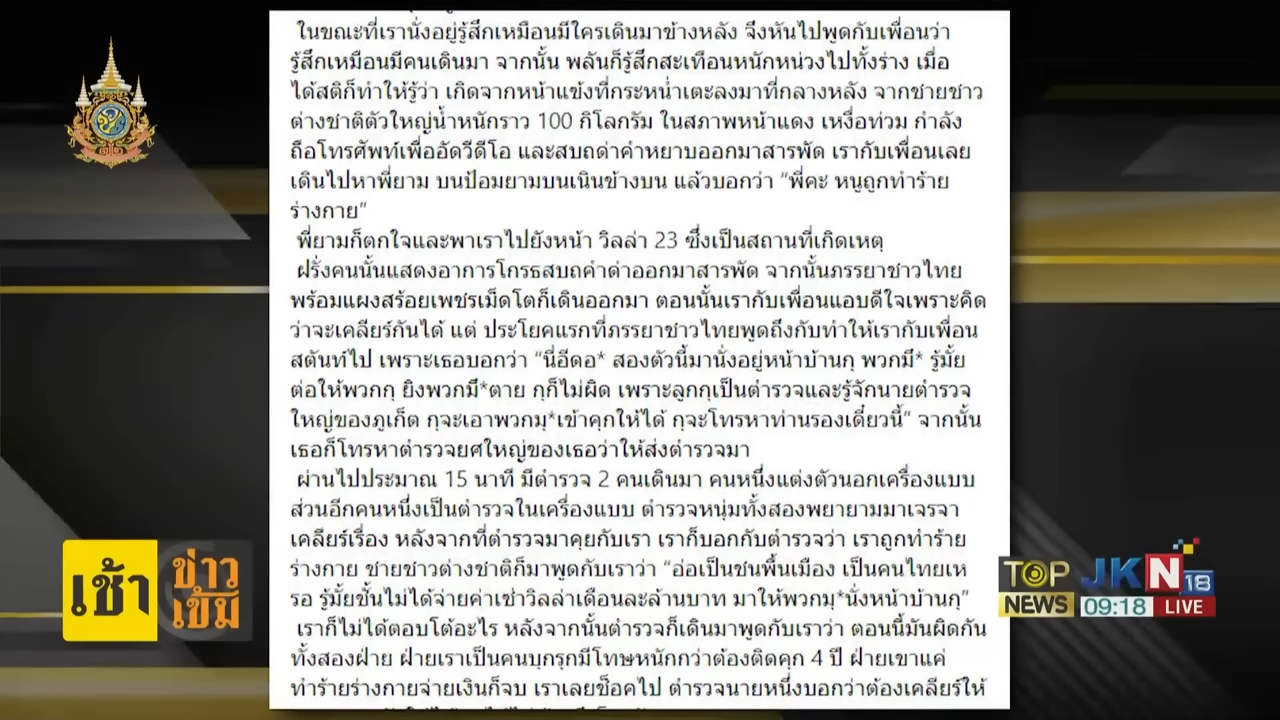 ในขณะที่เรานั่งอยู่รู้สึกเหมือนมีใครเดินมาข้างหลัง จึงหันไปพูดกับเพื่อนว่า
รู้สึกเหมือนมีคนเดินมา จากนั้น พลันก็รู้สึกสะเทือนหนักหน่วงไปทั้งร่าง เมื่อ
ได้สติก็ทำให้รู้ว่า เกิดจากหน้าแข้งที่กระหน่ำเตะลงมาที่กลางหลัง จากชายชาว
ต่างชาติตัวใหญ่น้ำหนักราว 100 กิโลกรัม ในสภาพหน้าแดง เหงื่อท่วม กำลัง
ถือโทรศัพท์เพื่ออัดวีดีโอ และสบถด่าคำหยาบออกมาสารพัด เรากับเพื่อนเลย
เดินไปหาพี่ยาม บนป้อมยามบนเนินข้างบน แล้วบอกว่า “พี่คะ หนูถูกทำร้าย
ร่างกาย”
พี่ยามก็ตกใจและพาเราไปยังหน้า วิลล่า 23 ซึ่งเป็นสถานที่เกิดเหตุ
ฝรั่งคนนั้นแสดงอาการโกรธสบถคำด่าออกมาสารพัด จากนั้นภรรยาชาวไทย
พร้อมแผงสร้อยเพชรเม็ดโตก็เดินออกมา ตอนนั้นเรากับเพื่อนแอบดีใจเพราะคิด
ว่าจะเคลียร์กันได้ แต่ ประโยคแรกที่ภรรยาชาวไทยพูดถึงกับทำให้เรากับเพื่อน
สตันท์ไป เพราะเธอบอกว่า “นี่อีดอ* สองตัวนี้มานั่งอยู่หน้าบ้านกุ พวกมึ* รู้มั้ย
ต่อให้พวกกุ ยิงพวกมึ*ตาย กุก็ไม่ผิด เพราะลูกกุเป็นตำรวจและรู้จักนายตำรวจ
ใหญ่ของภูเก็ต กุจะเอาพวกมุ*เข้าคุกให้ได้ กุจะโทรหาท่านรองเดี๋ยวนี้” จากนั้น
เธอก็โทรหาตำรวจยศใหญ่ของเธอว่าให้ส่งตำรวจมา
ผ่านไปประมาณ 15 นาที มีตำรวจ 2 คนเดินมา คนหนึ่งแต่งตัวนอกเครื่องแบบ
ส่วนอีกคนหนึ่งเป็นตำรวจในเครื่องแบบ ตำรวจหนุ่มทั้งสองพยายามมาเจรจา
เคลียร์เรื่อง หลังจากที่ตำรวจมาคุยกับเรา เราก็บอกกับตำรวจว่า เราถูกทำร้าย
ร่างกาย ชายชาวต่างชาติก็มาพูดกับเราว่า “อ่อเป็นชนพื้นเมือง เป็นคนไทยเห
รอ รู้มั้ยชั้นไม่ได้จ่ายค่าเช่าวิลล่าเดือนละล้านบาท มาให้พวกมุ*นั่งหน้าบ้านกุ”
เราก็ไม่ได้ตอบโต้อะไร หลังจากนั้นตำรวจก็เดินมาพูดกับเราว่า ตอนนี้มันผิดกัน
ทั้งสองฝ่าย ฝ่ายเราเป็นคนบุกรุกมีโทษหนักกว่าต้องติดคุก 4 ปี ฝ่ายเขาแค่
ทำร้ายร่างกายจ่ายเงินก็จบ เราเลยช็อคไป ตำรวจนายหนึ่งบอกว่าต้องเคลียร์ให้
เช้า
ข่าว
เข้ม
TOP
NEWS
JKN
18
09:18
LIVE